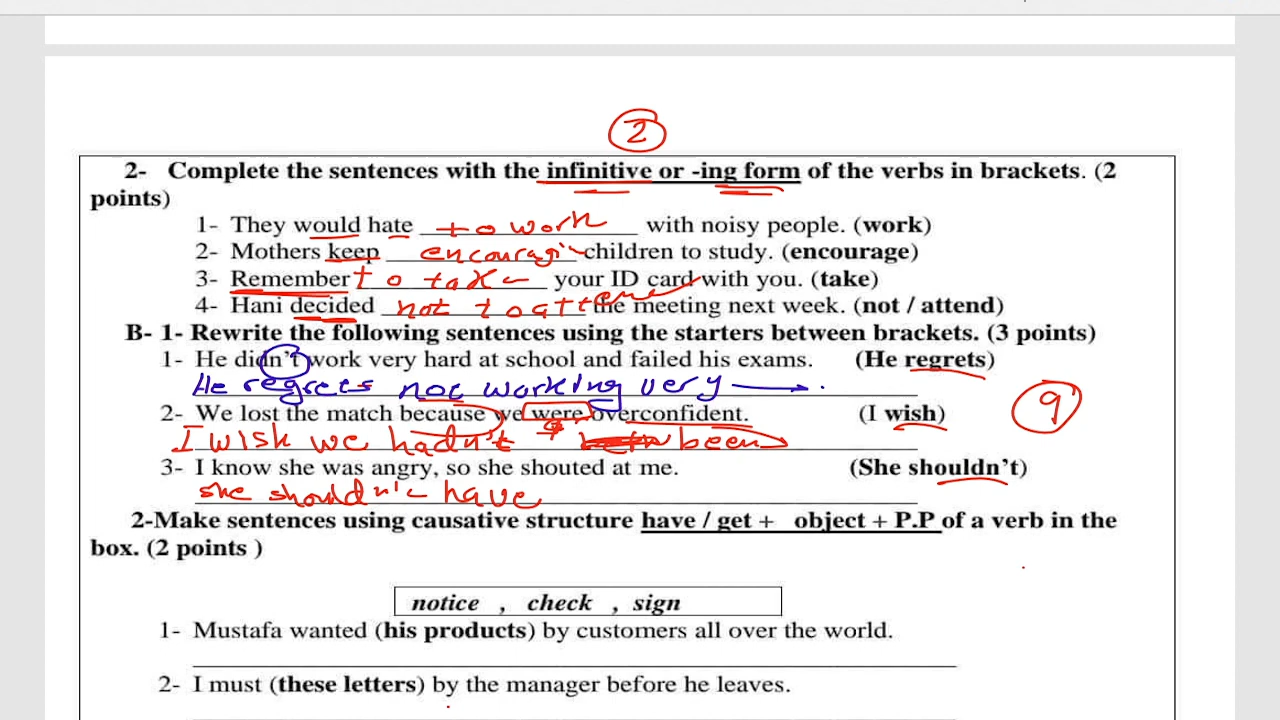 2
2- Complete the sentences with the infinitive or -ing form of the verbs in brackets. (2
points)
1- They would hate to work with noisy people. (work)
2- Mothers keep encouragi children to study. (encourage)
3- Remember to take your ID card with you. (take)
4- Hani decided not to attend the meeting next week. (not / attend)
B- 1- Rewrite the following sentences using the starters between brackets. (3 points)
1- He didn't work very hard at school and failed his exams. (He regrets)
He regrets not working very
2- We lost the match because we were overconfident. (I wish)
9
I wish we hadn't been
3- I know she was angry, so she shouted at me. (She shouldn't)
she shouldn't have
2-Make sentences using causative structure have / get + object + P.P of a verb in the
box. (2 points )
notice , check , sign
1- Mustafa wanted (his products) by customers all over the world.
2- I must (these letters) by the manager before he leaves.